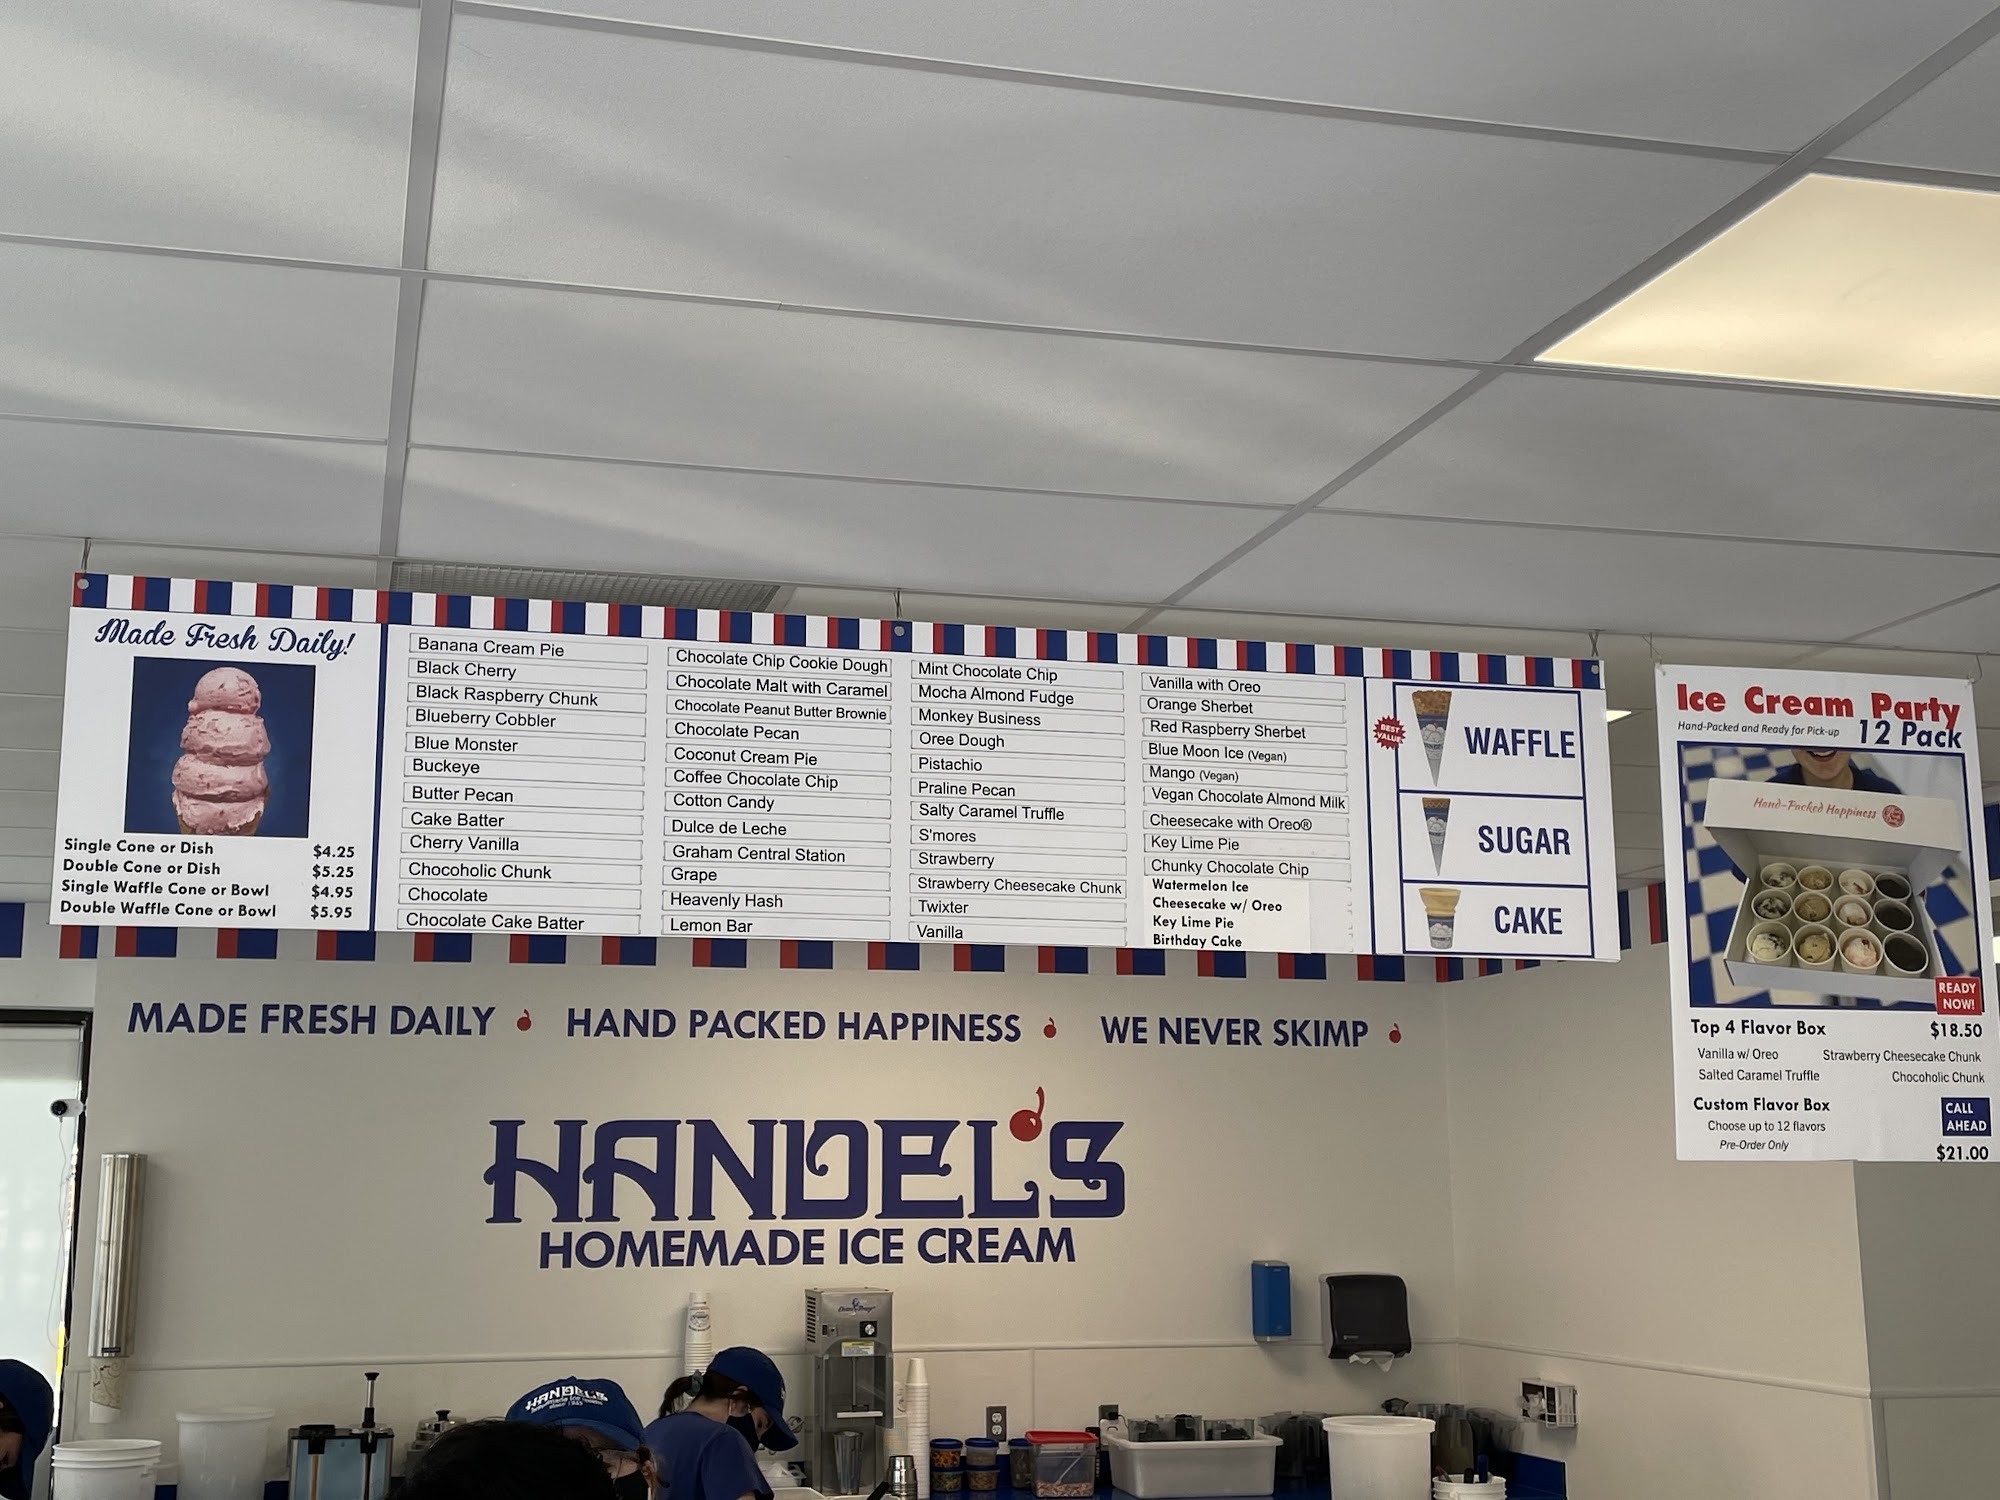 Made Fresh Daily!
Single Cone or Dish $4.25
Double Cone or Dish $5.25
Single Waffle Cone or Bowl $4.95
Double Waffle Cone or Bowl $5.95
Banana Cream Pie
Black Cherry
Black Raspberry Chunk
Blueberry Cobbler
Blue Monster
Buckeye
Butter Pecan
Cake Batter
Cherry Vanilla
Chocoholic Chunk
Chocolate
Chocolate Cake Batter
Chocolate Chip Cookie Dough
Chocolate Malt with Caramel
Chocolate Peanut Butter Brownie
Chocolate Pecan
Coconut Cream Pie
Coffee Chocolate Chip
Cotton Candy
Dulce de Leche
Graham Central Station
Grape
Heavenly Hash
Lemon Bar
Mint Chocolate Chip
Mocha Almond Fudge
Monkey Business
Oree Dough
Pistachio
Praline Pecan
Salty Caramel Truffle
S'mores
Strawberry
Strawberry Cheesecake Chunk
Twixter
Vanilla
Vanilla with Oreo
Orange Sherbet
Red Raspberry Sherbet
Blue Moon Ice (Vegan)
Mango (Vegan)
Vegan Chocolate Almond Milk
Cheesecake with Oreo®
Key Lime Pie
Chunky Chocolate Chip
Watermelon Ice
Cheesecake w/ Oreo
Key Lime Pie
Birthday Cake
BEST
VALUE
WAFFLE
SUGAR
CAKE
Ice Cream Party
Hand-Packed and Ready for Pick-up 12 Pack
Hand-Packed Happiness
READY
NOW!
Top 4 Flavor Box $18.50
Vanilla w/ Oreo Strawberry Cheesecake Chunk
Salted Caramel Truffle Chocoholic Chunk
Custom Flavor Box
Choose up to 12 flavors
Pre-Order Only
CALL
AHEAD
$21.00
MADE FRESH DAILY HAND PACKED HAPPINESS WE NEVER SKIMP
HANDEL'S
HOMEMADE ICE CREAM
HANDEL'S